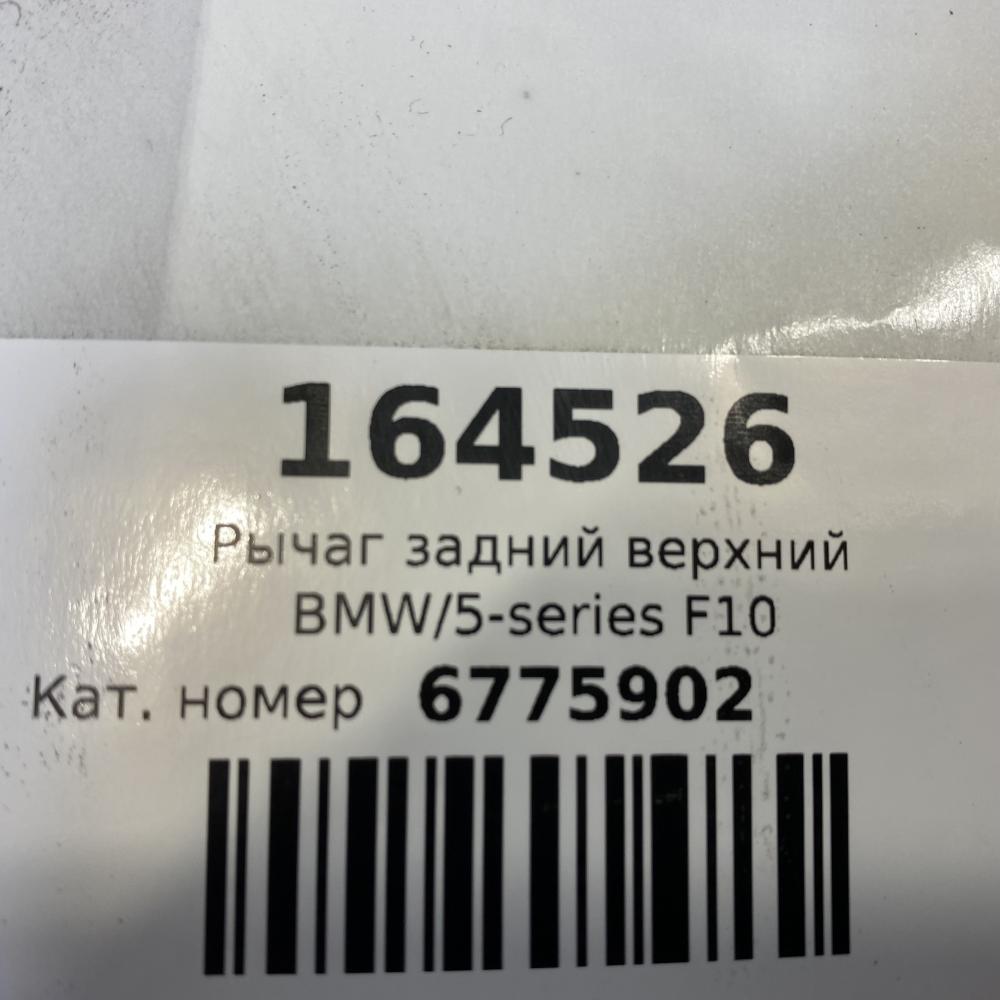 164526
Рычаг задний верхний
BMW/5-series F10
Кат. номер 6775902